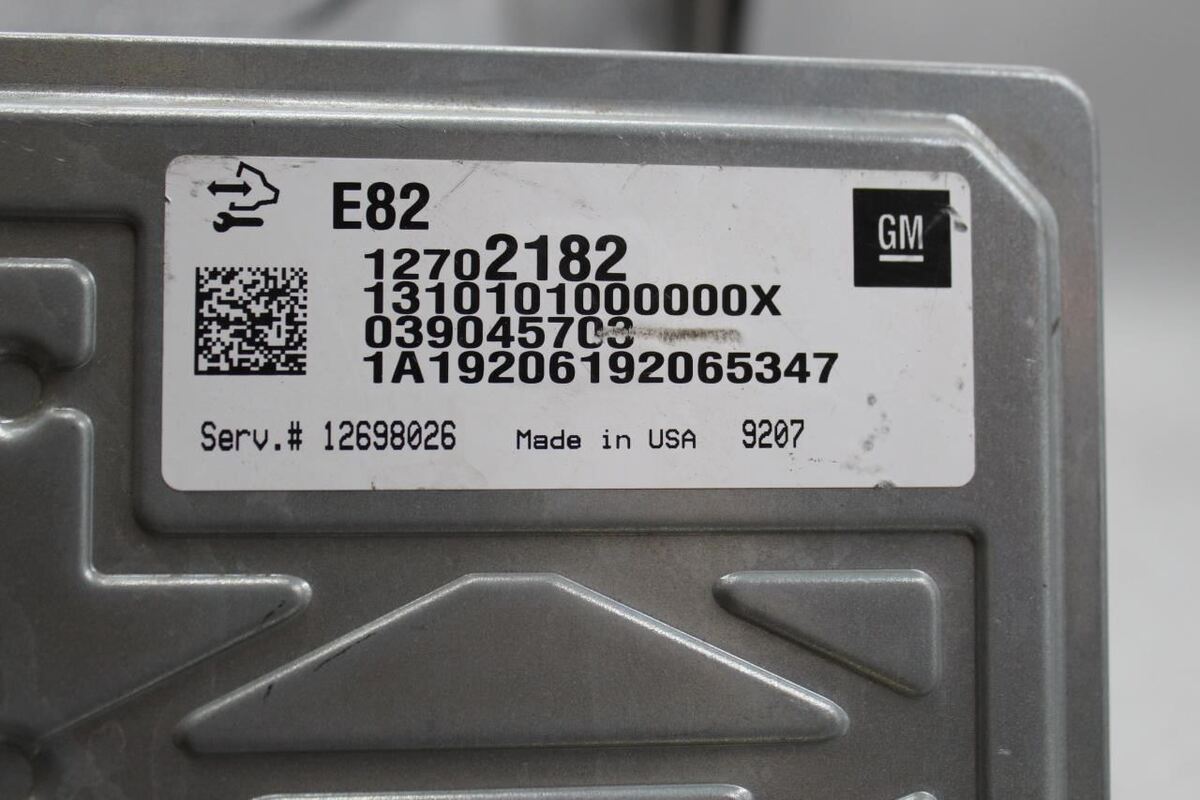 E82
GM
12702182
1310101000000X
039045703
1A19206192065347
Serv.# 12698026 Made in USA 9207